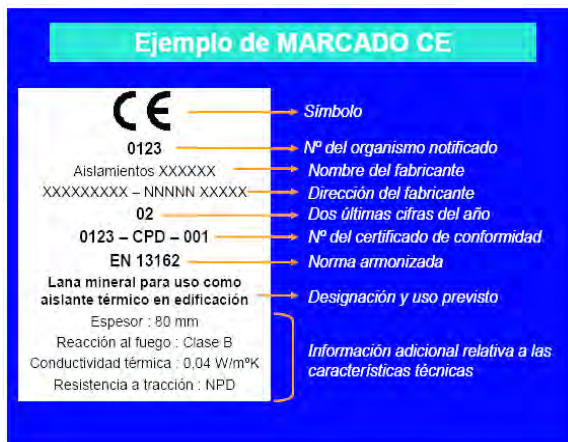 Ejemplo de MARCADO CE
CE
Símbolo
0123
Nº del organismo notificado
Aislamientos XXXXXX
Nombre del fabricante
XXXXXXXXX – NNNNN XXXXX
Dirección del fabricante
02
Dos últimas cifras del año
0123 – CPD – 001
Nº del certificado de conformidad
EN 13162
Norma armonizada
Lana mineral para uso como
aislante térmico en edificación
Designación y uso previsto
Espesor : 80 mm
Reacción al fuego : Clase B
Conductividad térmica : 0,04 W/mºK
Resistencia a tracción : NPD
Información adicional relativa a las
características técnicas